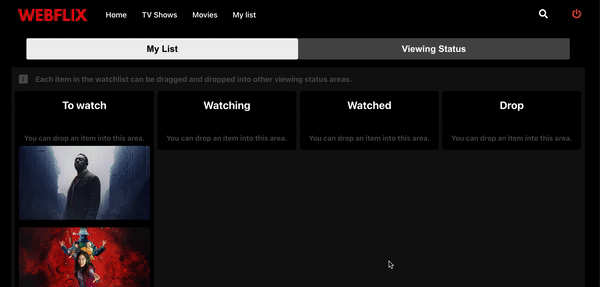 WEBFLIX Home TV Shows Movies My list
My List Viewing Status
i Each item in the watchlist can be dragged and dropped into other viewing status areas.
To watch Watching Watched Drop
You can drop an item into this area. You can drop an item into this area. You can drop an item into this area. You can drop an item into this area.